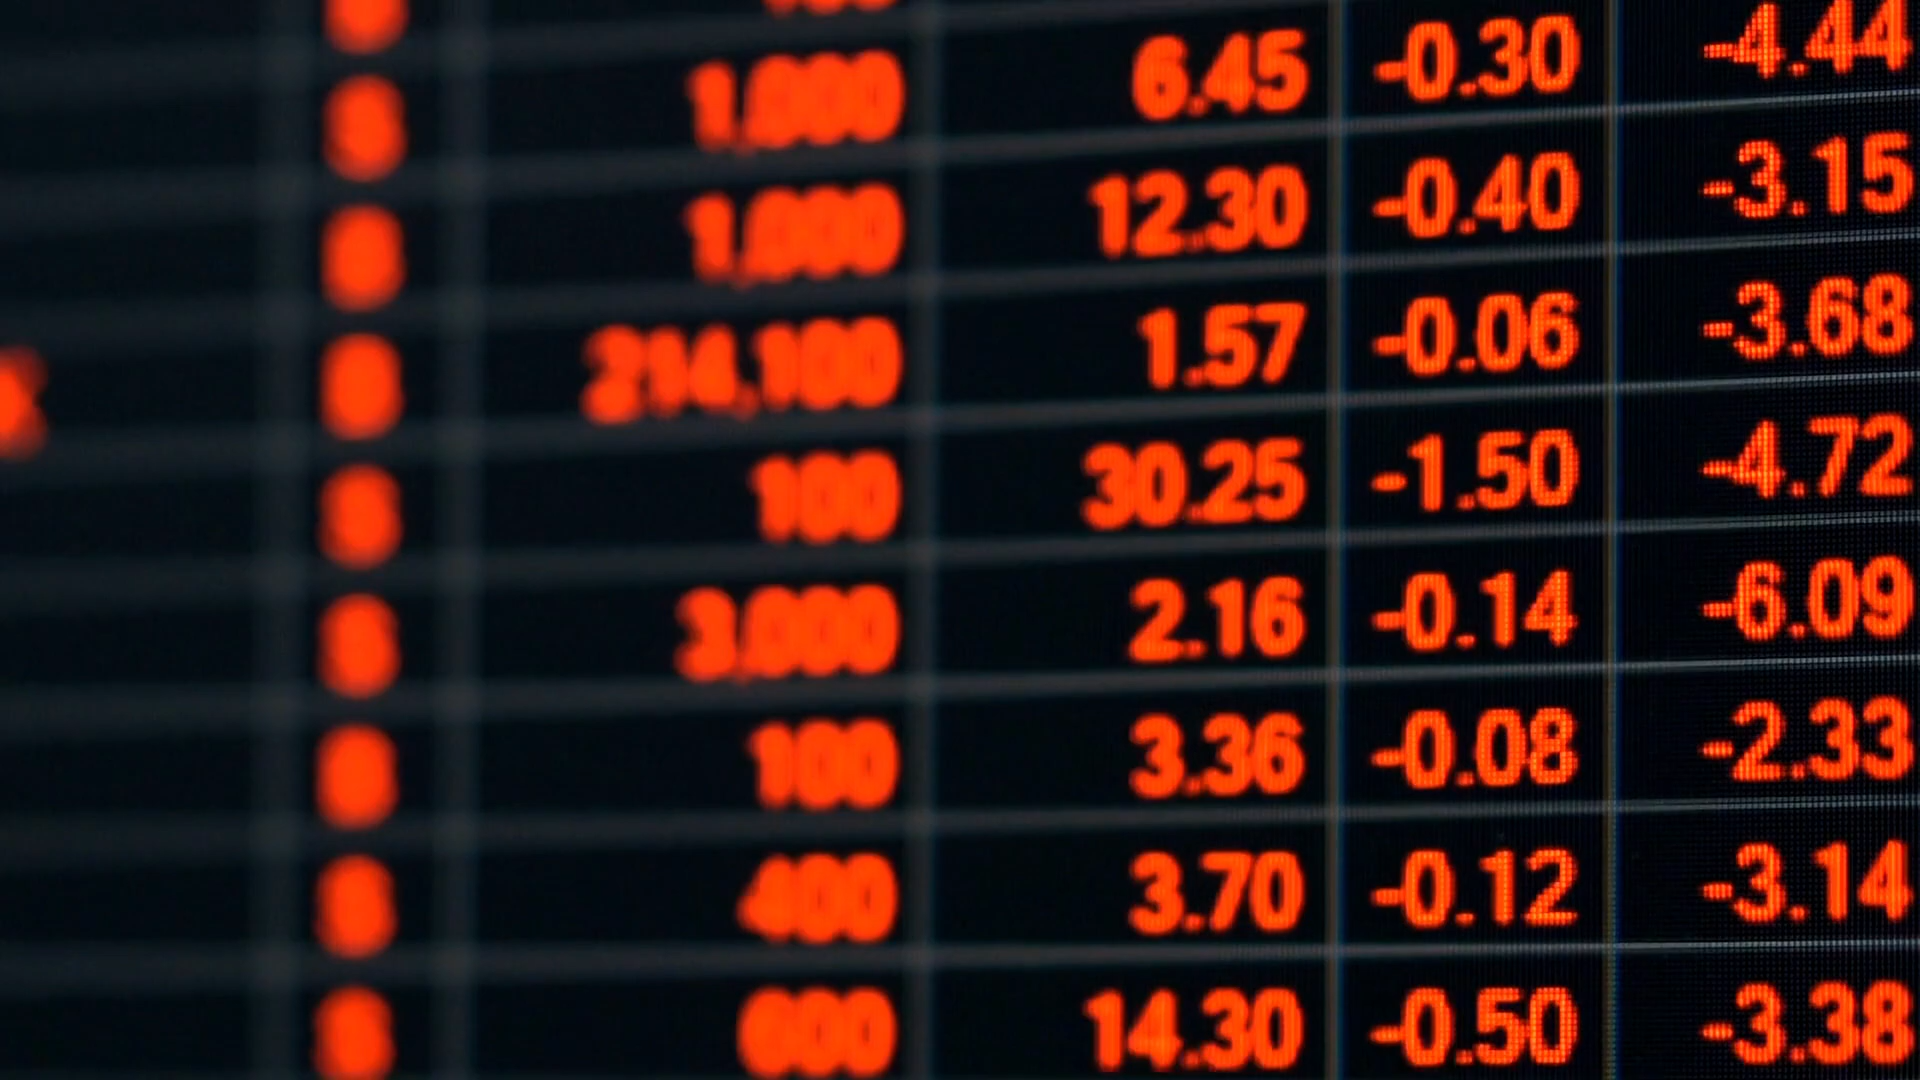 1,000 6.45 -0.30 -4.44
1,000 12.30 -0.40 -3.15
214,100 1.57 -0.06 -3.68
100 30.25 -1.50 -4.72
3,000 2.16 -0.14 -6.09
100 3.36 -0.08 -2.33
400 3.70 -0.12 -3.14
600 14.30 -0.50 -3.38